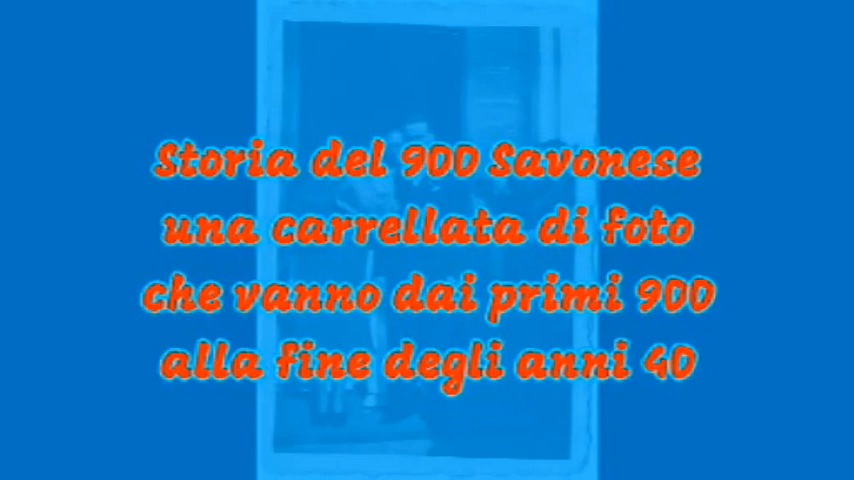 Storia del 900 Savonese
una carrellata di foto
che vanno dai primi 900
alla fine degli anni 40